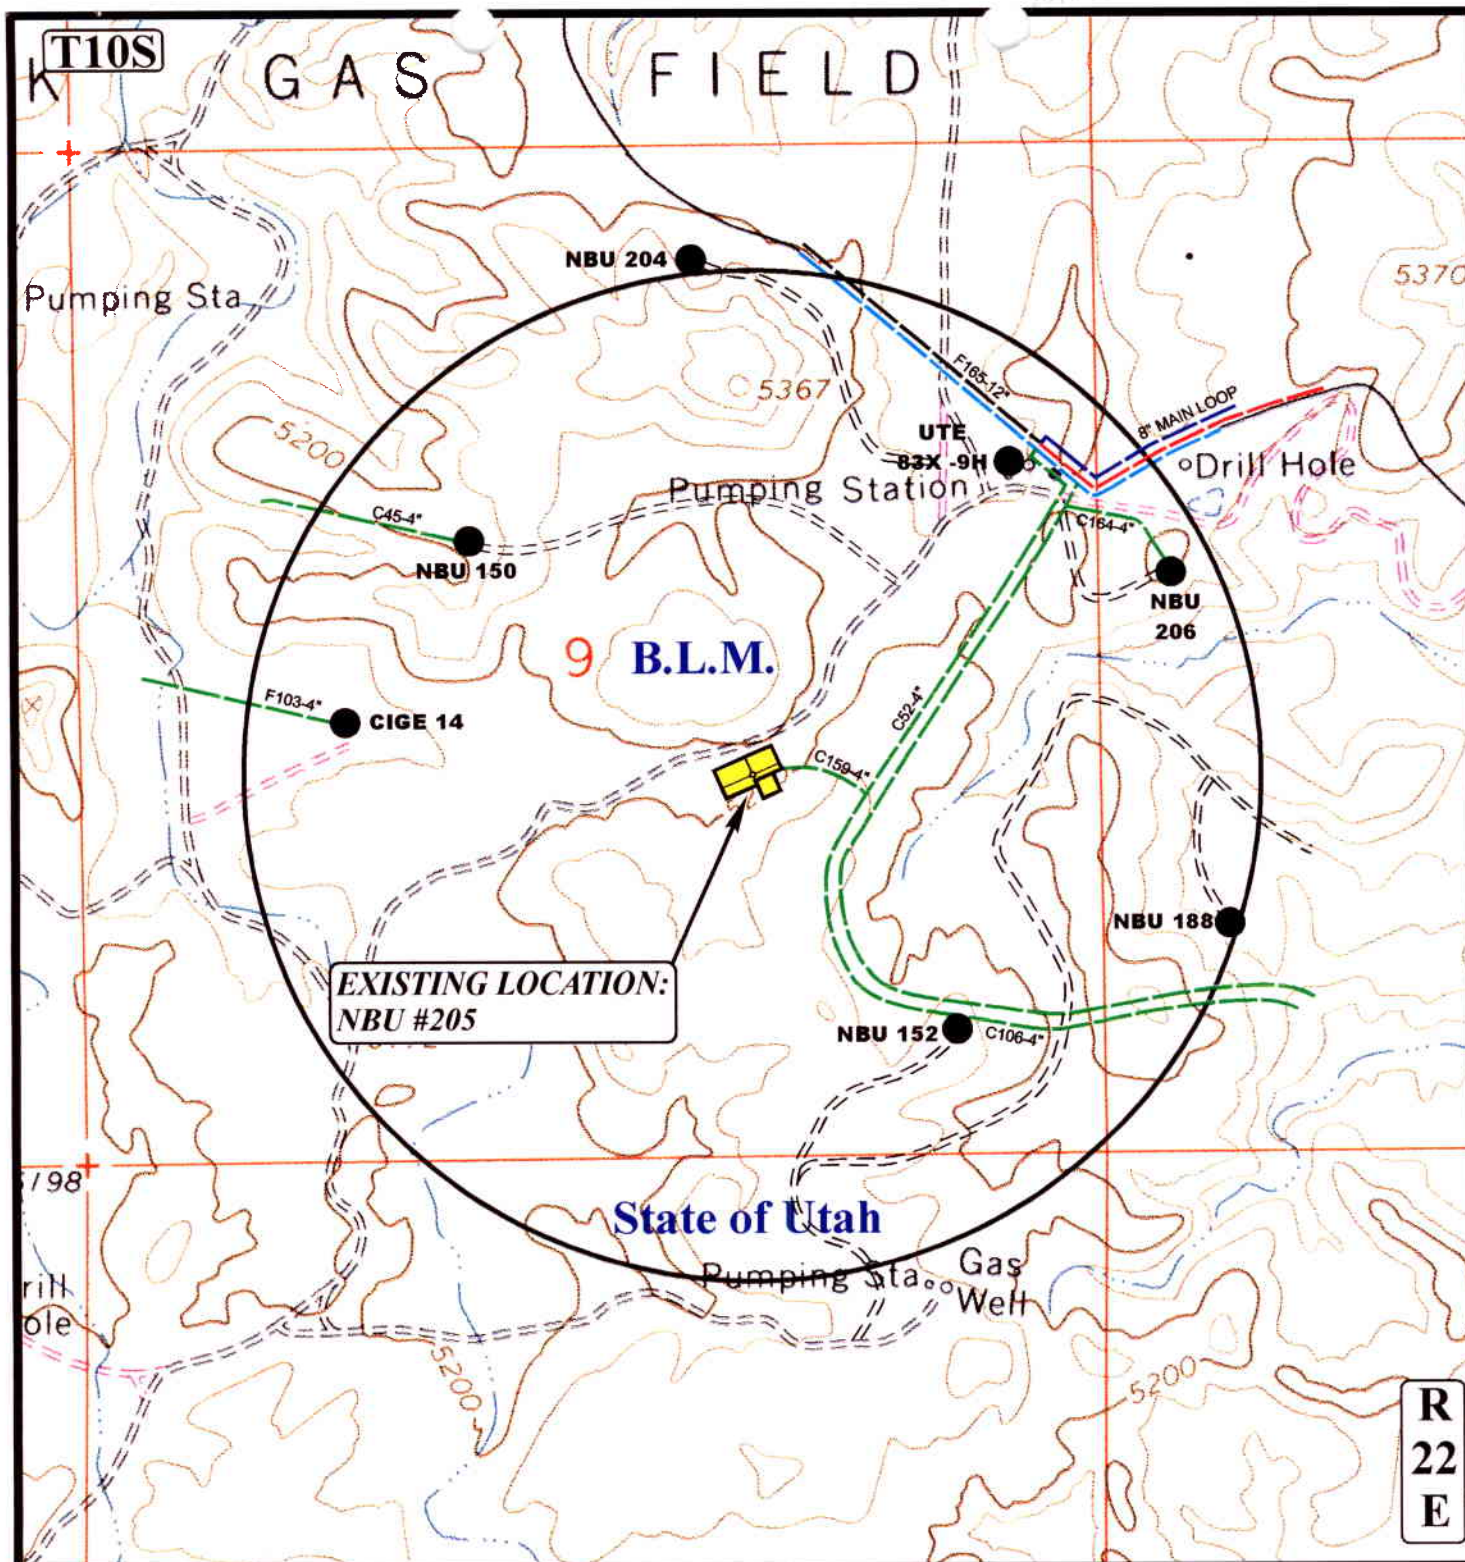 T10S
K GAS FIELD
NBU 204
Pumping Sta
5370
F165-12"
5367
8" MAIN LOOP
5200
UTE
83X -9H
Drill Hole
Pumping Station
C45-4"
C164-4"
NBU 150
NBU
206
9 B.L.M.
F103-4"
CIGE 14
C52-4"
C159-4"
NBU 188
EXISTING LOCATION:
NBU #205
NBU 152
C106-4"
State of Utah
Pumping Sta
Gas
Well
rill
ole
5200
5200
R
22
E